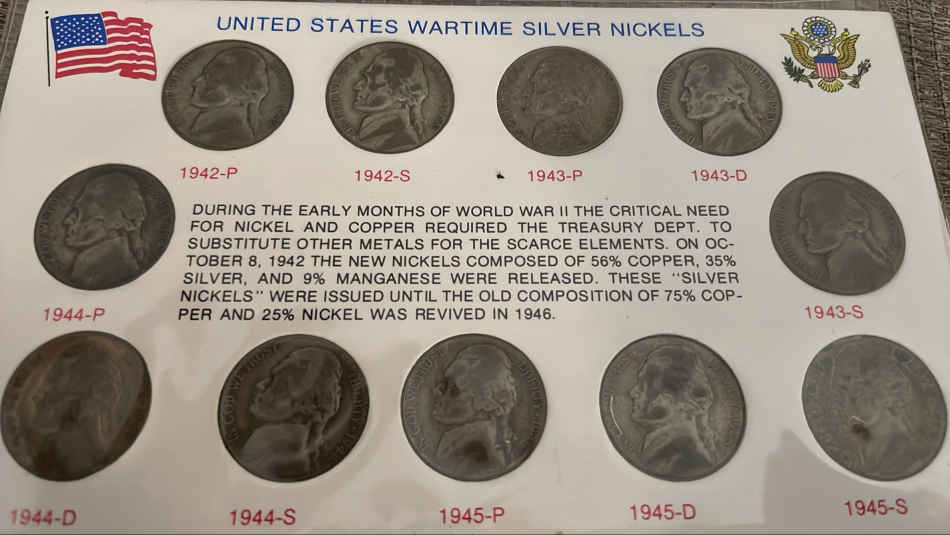 UNITED STATES WARTIME SILVER NICKELS
1942-P
1942-S
1943-P
1943-D
DURING THE EARLY MONTHS OF WORLD WAR II THE CRITICAL NEED
FOR NICKEL AND COPPER REQUIRED THE TREASURY DEPT. TO
SUBSTITUTE OTHER METALS FOR THE SCARCE ELEMENTS. ON OC-
TOBER 8, 1942 THE NEW NICKELS COMPOSED OF 56% COPPER, 35%
SILVER, AND 9% MANGANESE WERE RELEASED. THESE "SILVER
NICKELS" WERE ISSUED UNTIL THE OLD COMPOSITION OF 75% COP-
PER AND 25% NICKEL WAS REVIVED IN 1946.
1944-P
1943-S
1944-D
1944-S
1945-P
1945-D
1945-S